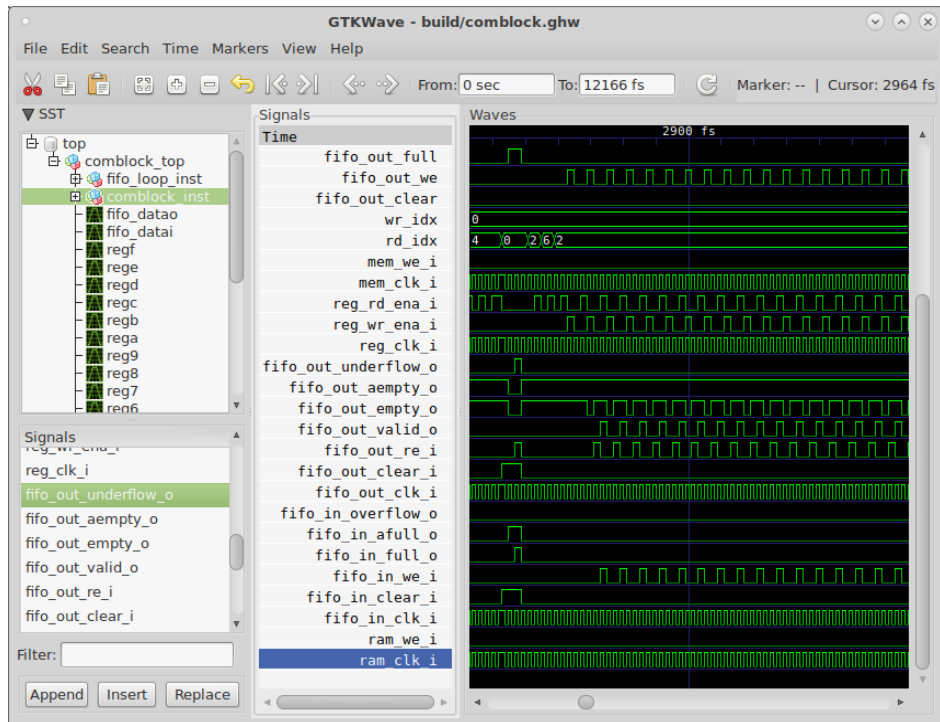 GTKWave - build/comblock.ghw
File Edit Search Time Markers View Help
From: 0 sec To: 12166 fs Marker: -- | Cursor: 2964 fs
SST
top
comblock_top
fifo_loop_inst
comblock_inst
fifo_datao
fifo_datai
regf
rege
regd
regc
regb
rega
reg9
reg8
reg7
reg6
Signals
reg_wr_ena_i
reg_clk_i
fifo_out_underflow_o
fifo_out_aempty_o
fifo_out_empty_o
fifo_out_valid_o
fifo_out_re_i
fifo_out_clear_i
Filter:
Append Insert Replace
Signals
Time
fifo_out_full
fifo_out_we
fifo_out_clear
wr_idx
rd_idx
mem_we_i
mem_clk_i
reg_rd_ena_i
reg_wr_ena_i
reg_clk_i
fifo_out_underflow_o
fifo_out_aempty_o
fifo_out_empty_o
fifo_out_valid_o
fifo_out_re_i
fifo_out_clear_i
fifo_out_clk_i
fifo_in_overflow_o
fifo_in_afull_o
fifo_in_full_o
fifo_in_we_i
fifo_in_clear_i
fifo_in_clk_i
ram_we_i
ram_clk_i
Waves
2900 fs
0
4 0 2 6 2